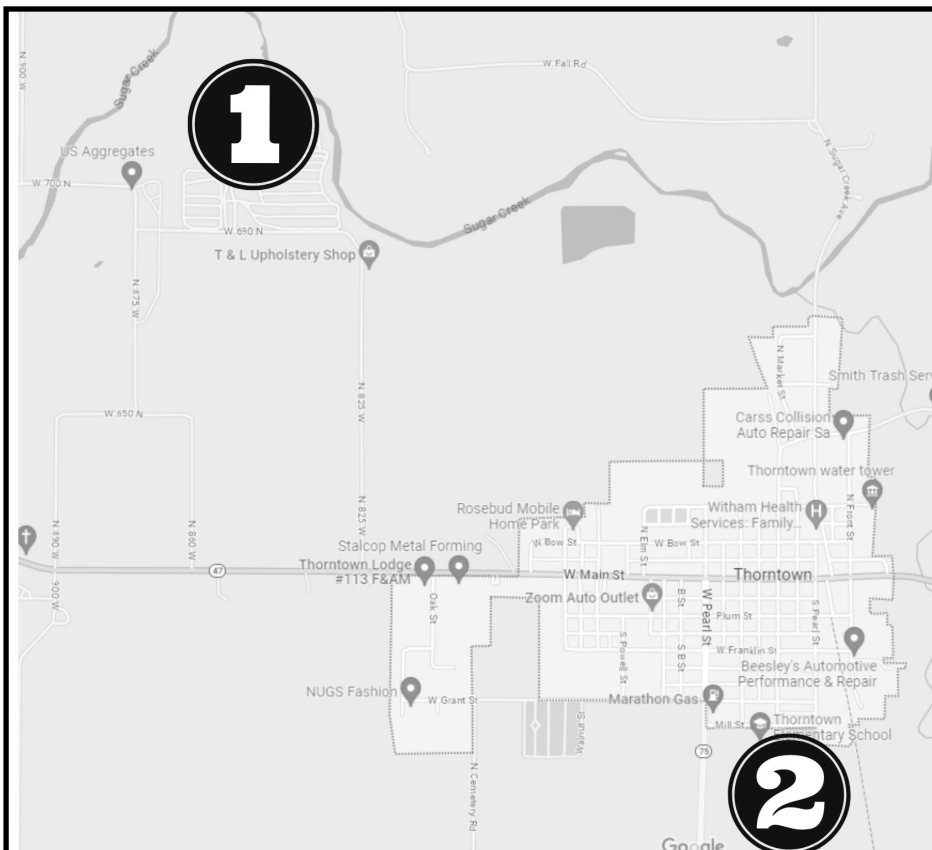 N 900 W
Sugar Creek
1
W Fall Rd
N Sugar Creek Ave
US Aggregates
W 700 N
W 690 N
Sugar Creek
T & L Upholstery Shop
N 875 W
N 825 W
N Market St
Smith Trash Serv
W 650 N
Carss Collision
Auto Repair Sa
Thorntown water tower
N 825 W
Rosebud Mobile
Home Park
Witham Health
Services: Family...
N Front St
N 890 W
N 860 W
N Elm St
N Bow St
W Bow St
Stalcop Metal Forming
Thorntown Lodge
#113 F&AM
47
W Main St
Thorntown
900 W
Oak St
Zoom Auto Outlet
B St
W Pearl St
Plum St
S Pearl St
S Powell St
S B St
W Franklin St
Beesley's Automotive
Performance & Repair
NUGS Fashion
W Grant St
Marathon Gas
Walnut St
Mill St
Thorntown
Elementary School
75
2
N Cemetery Rd
Google